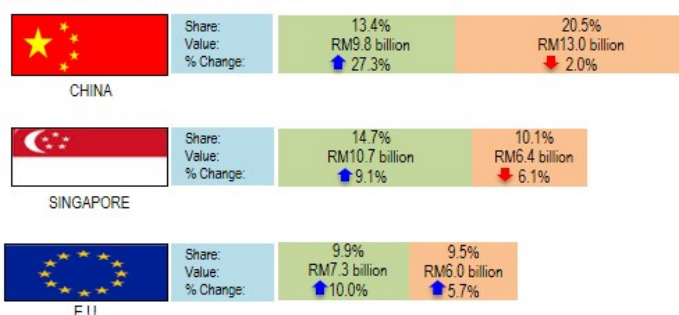 Share: 13.4% 20.5%
Value: RM9.8 billion RM13.0 billion
% Change: 27.3% 2.0%
CHINA
Share: 14.7% 10.1%
Value: RM10.7 billion RM6.4 billion
% Change: 9.1% 6.1%
SINGAPORE
Share: 9.9% 9.5%
Value: RM7.3 billion RM6.0 billion
% Change: 10.0% 5.7%
E.U.